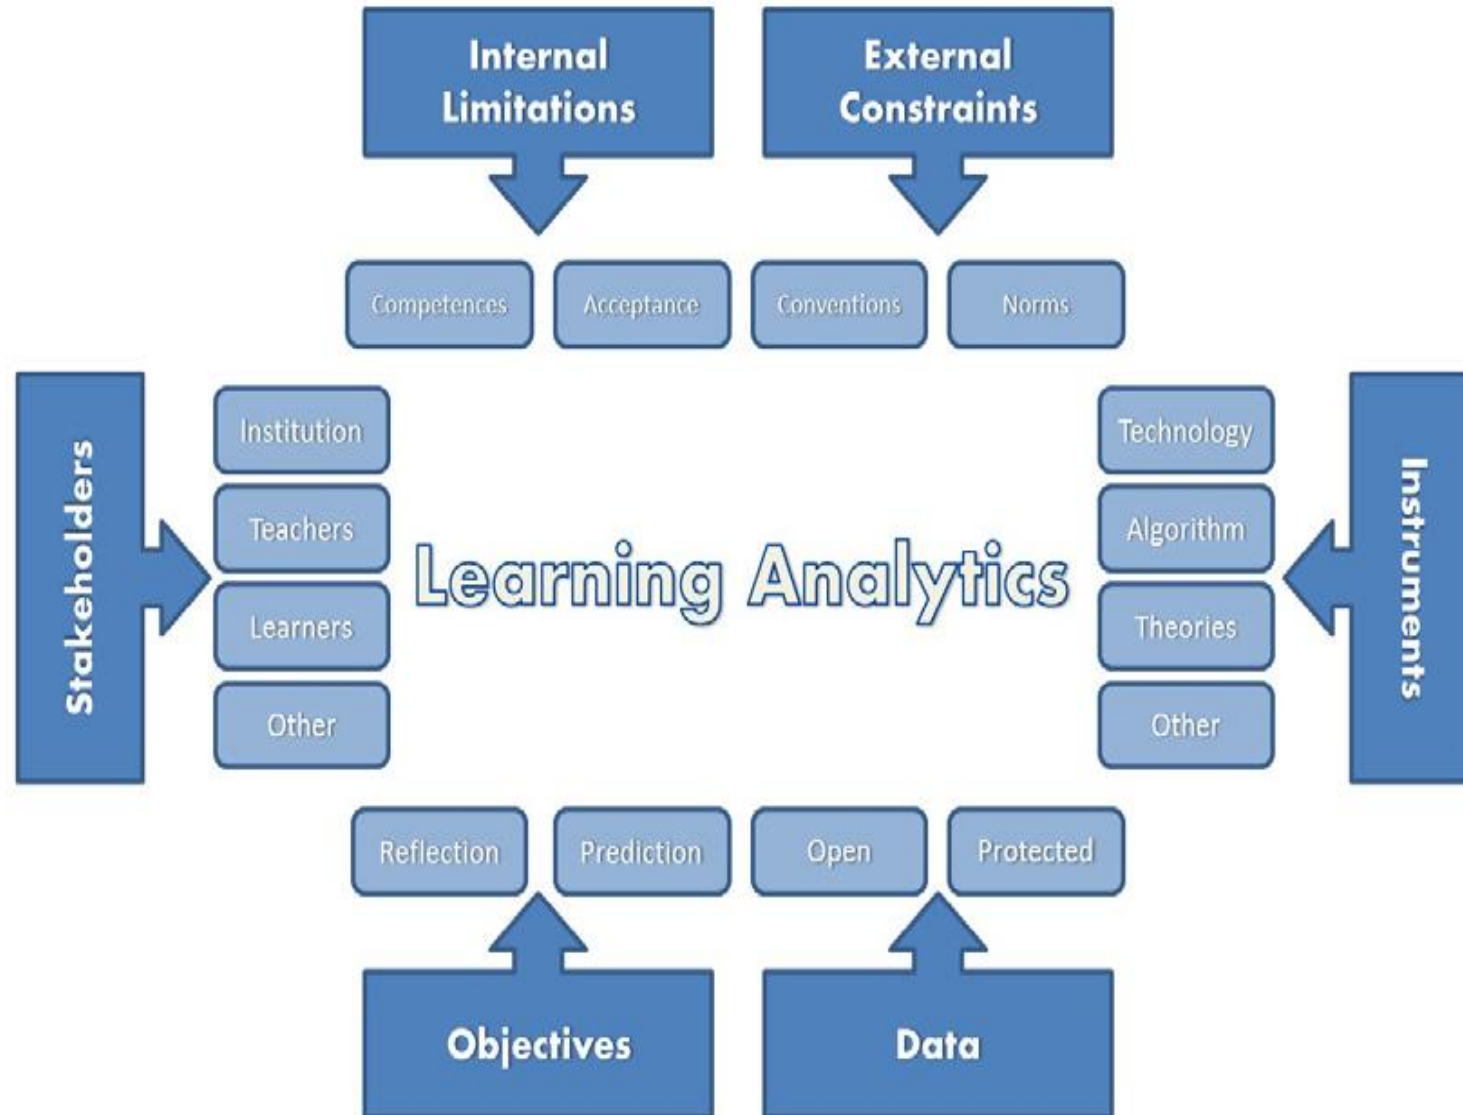 Internal
Limitations
External
Constraints
Competences
Acceptance
Conventions
Norms
Stakeholders
Institution
Teachers
Learners
Other
Learning Analytics
Technology
Algorithm
Theories
Other
Instruments
Reflection
Prediction
Open
Protected
Objectives
Data